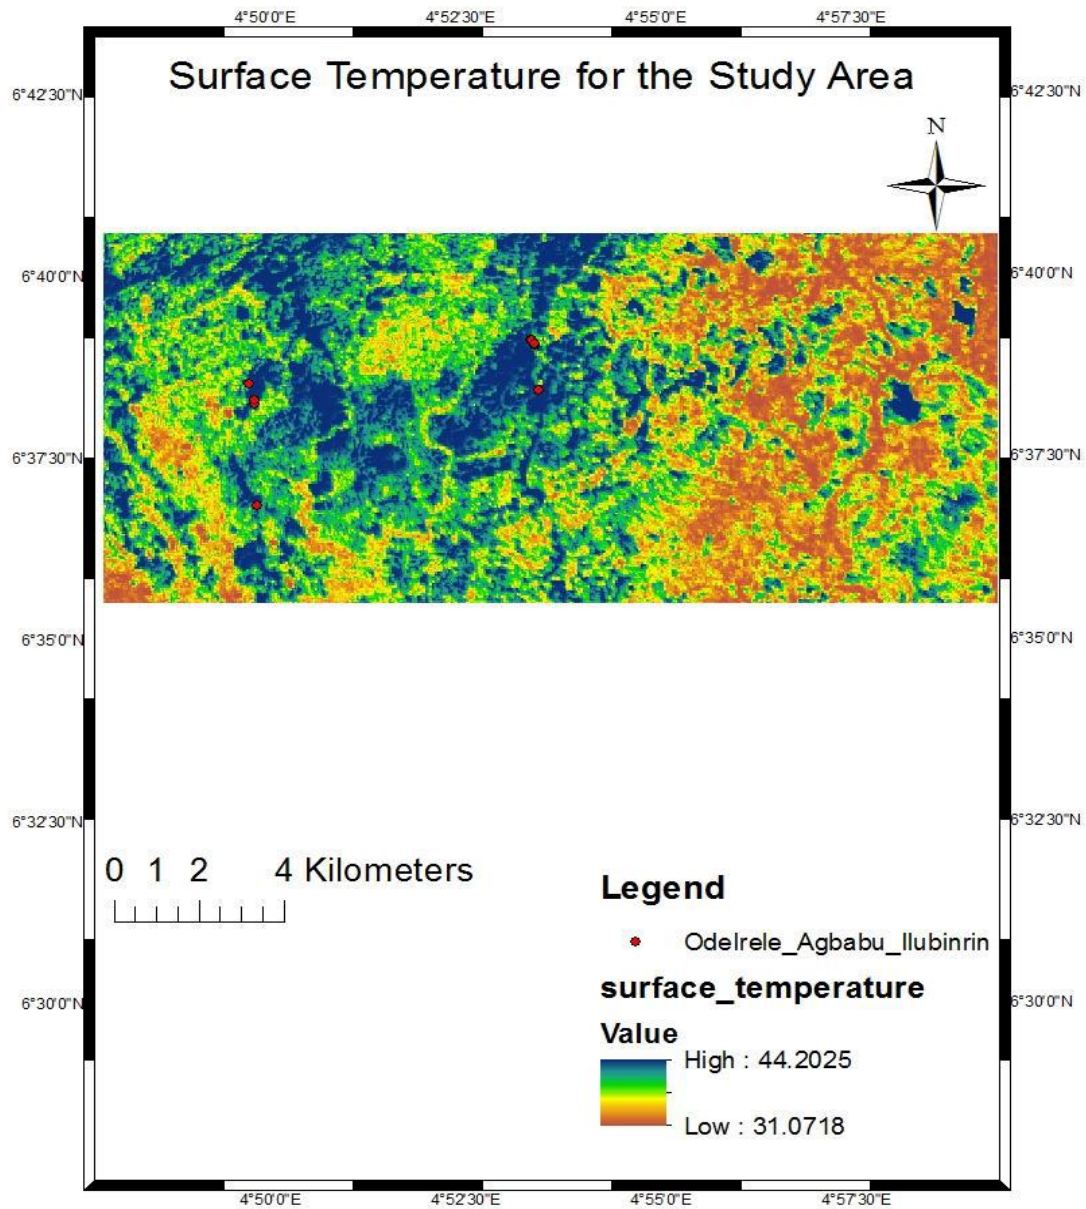 4°50'0"E 4°52'30"E 4°55'0"E 4°57'30"E
Surface Temperature for the Study Area
6°42'30"N 6°42'30"N
N
6°40'0"N 6°40'0"N
6°37'30"N 6°37'30"N
6°35'0"N 6°35'0"N
6°32'30"N 6°32'30"N
0 1 2 4 Kilometers
Legend
Odelrele_Agbabu_Ilubinrin
surface_temperature
6°30'0"N 6°30'0"N
Value
High : 44.2025
Low : 31.0718
4°50'0"E 4°52'30"E 4°55'0"E 4°57'30"E